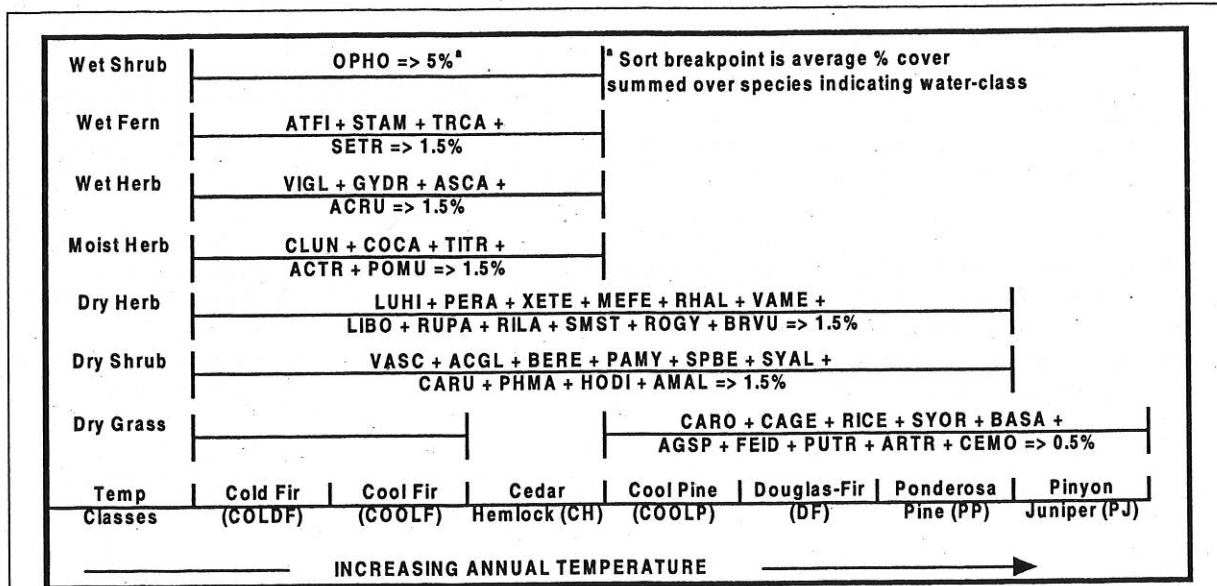 Wet Shrub OPHO => 5%ª ª Sort breakpoint is average % cover
summed over species indicating water-class
Wet Fern ATFI + STAM + TRCA +
SETR => 1.5%
Wet Herb VIGL + GYDR + ASCA +
ACRU => 1.5%
Moist Herb CLUN + COCA + TITR +
ACTR + POMU => 1.5%
Dry Herb LUHI + PERA + XETE + MEFE + RHAL + VAME +
LIBO + RUPA + RILA + SMST + ROGY + BRVU => 1.5%
Dry Shrub VASC + ACGL + BERE + PAMY + SPBE + SYAL +
CARU + PHMA + HODI + AMAL => 1.5%
Dry Grass CARO + CAGE + RICE + SYOR + BASA +
AGSP + FEID + PUTR + ARTR + CEMO => 0.5%
Temp Cold Fir Cool Fir Cedar Cool Pine Douglas-Fir Ponderosa Pinyon
Classes (COLDF) (COOLF) Hemlock (CH) (COOLP) (DF) Pine (PP) Juniper (PJ)
INCREASING ANNUAL TEMPERATURE